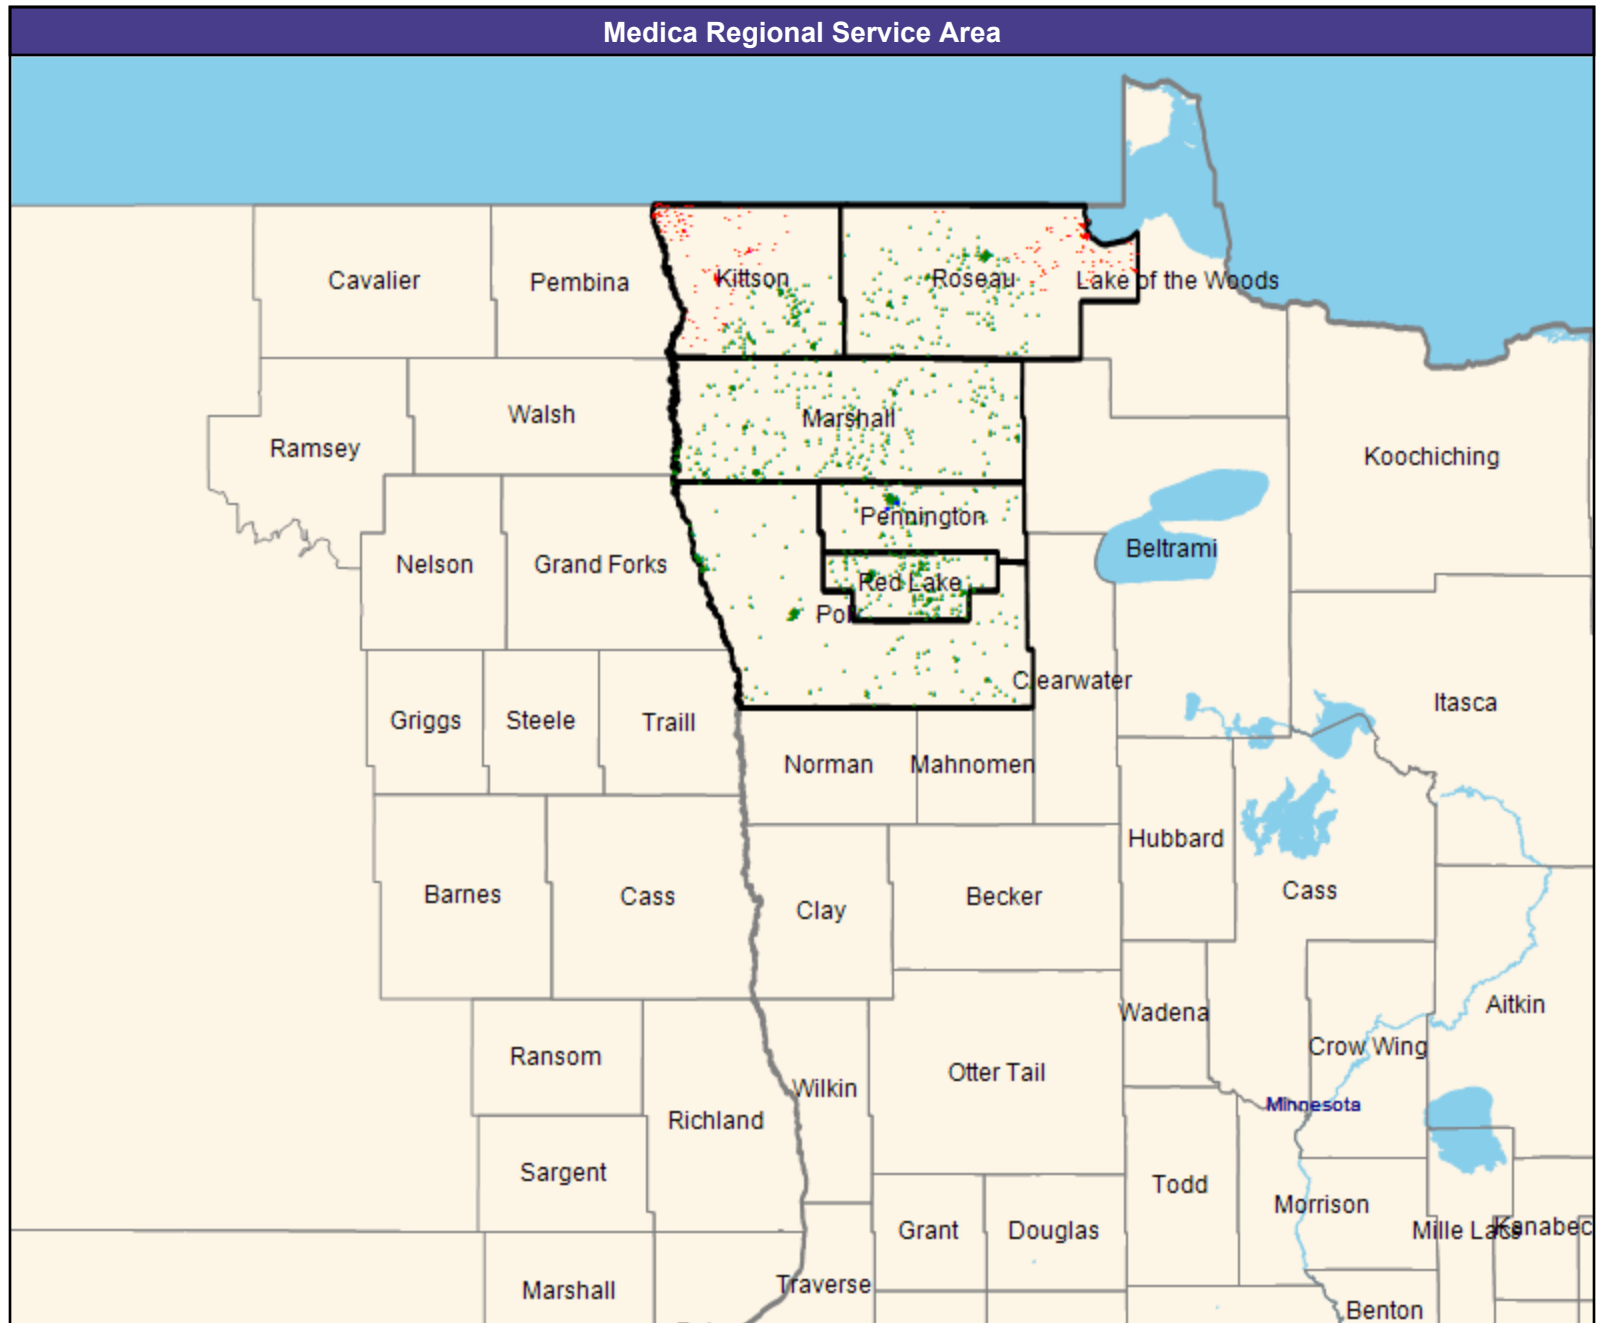 Medica Regional Service Area
Cavalier
Pembina
Kittson
Roseau
Lake of the Woods
Walsh
Marshall
Ramsey
Koochiching
Pennington
Nelson
Grand Forks
Beltrami
Red Lake
Polk
Clearwater
Itasca
Griggs
Steele
Traill
Norman
Mahnomen
Hubbard
Barnes
Cass
Clay
Becker
Cass
Wadena
Aitkin
Crow Wing
Ransom
Otter Tail
Wilkin
Minnesota
Richland
Sargent
Todd
Morrison
Grant
Douglas
Mille Lacs
Kanabec
Marshall
Traverse
Benton